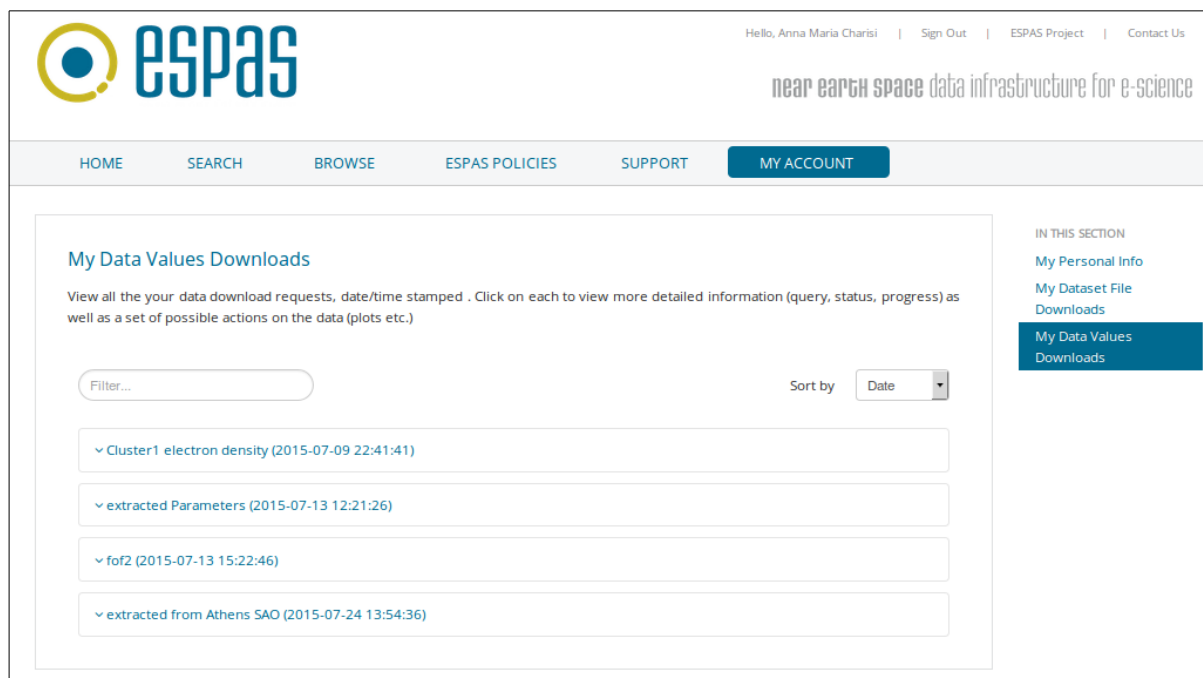 espas
Hello, Anna Maria Charisi | Sign Out | ESPAS Project | Contact Us
near earth space data infrastructure for e-science
HOME SEARCH BROWSE ESPAS POLICIES SUPPORT MY ACCOUNT
My Data Values Downloads
View all the your data download requests, date/time stamped . Click on each to view more detailed information (query, status, progress) as
well as a set of possible actions on the data (plots etc.)
Filter...
Sort by Date
Cluster1 electron density (2015-07-09 22:41:41)
extracted Parameters (2015-07-13 12:21:26)
fof2 (2015-07-13 15:22:46)
extracted from Athens SAO (2015-07-24 13:54:36)
IN THIS SECTION
My Personal Info
My Dataset File
Downloads
My Data Values
Downloads